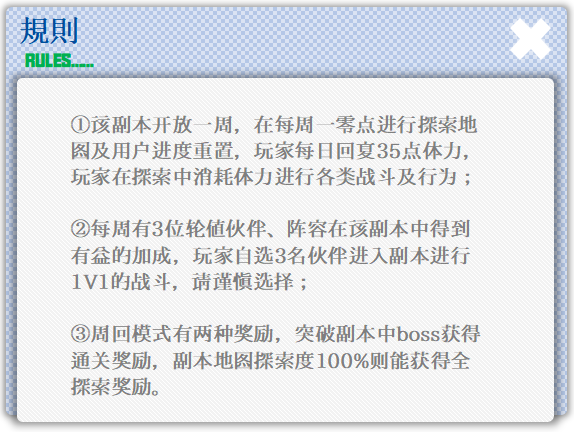 規則
RULES......
①该副本开放一周，在每周一零点进行探索地
图及用户进度重置，玩家每日回复35点体力，
玩家在探索中消耗体力进行各类战斗及行为；
②每周有3位轮值伙伴、阵容在该副本中得到
有益的加成，玩家自选3名伙伴进入副本进行
1V1的战斗，请谨慎选择；
③周回模式有两种奖励，突破副本中boss获得
通关奖励，副本地图探索度100%则能获得全
探索奖励。